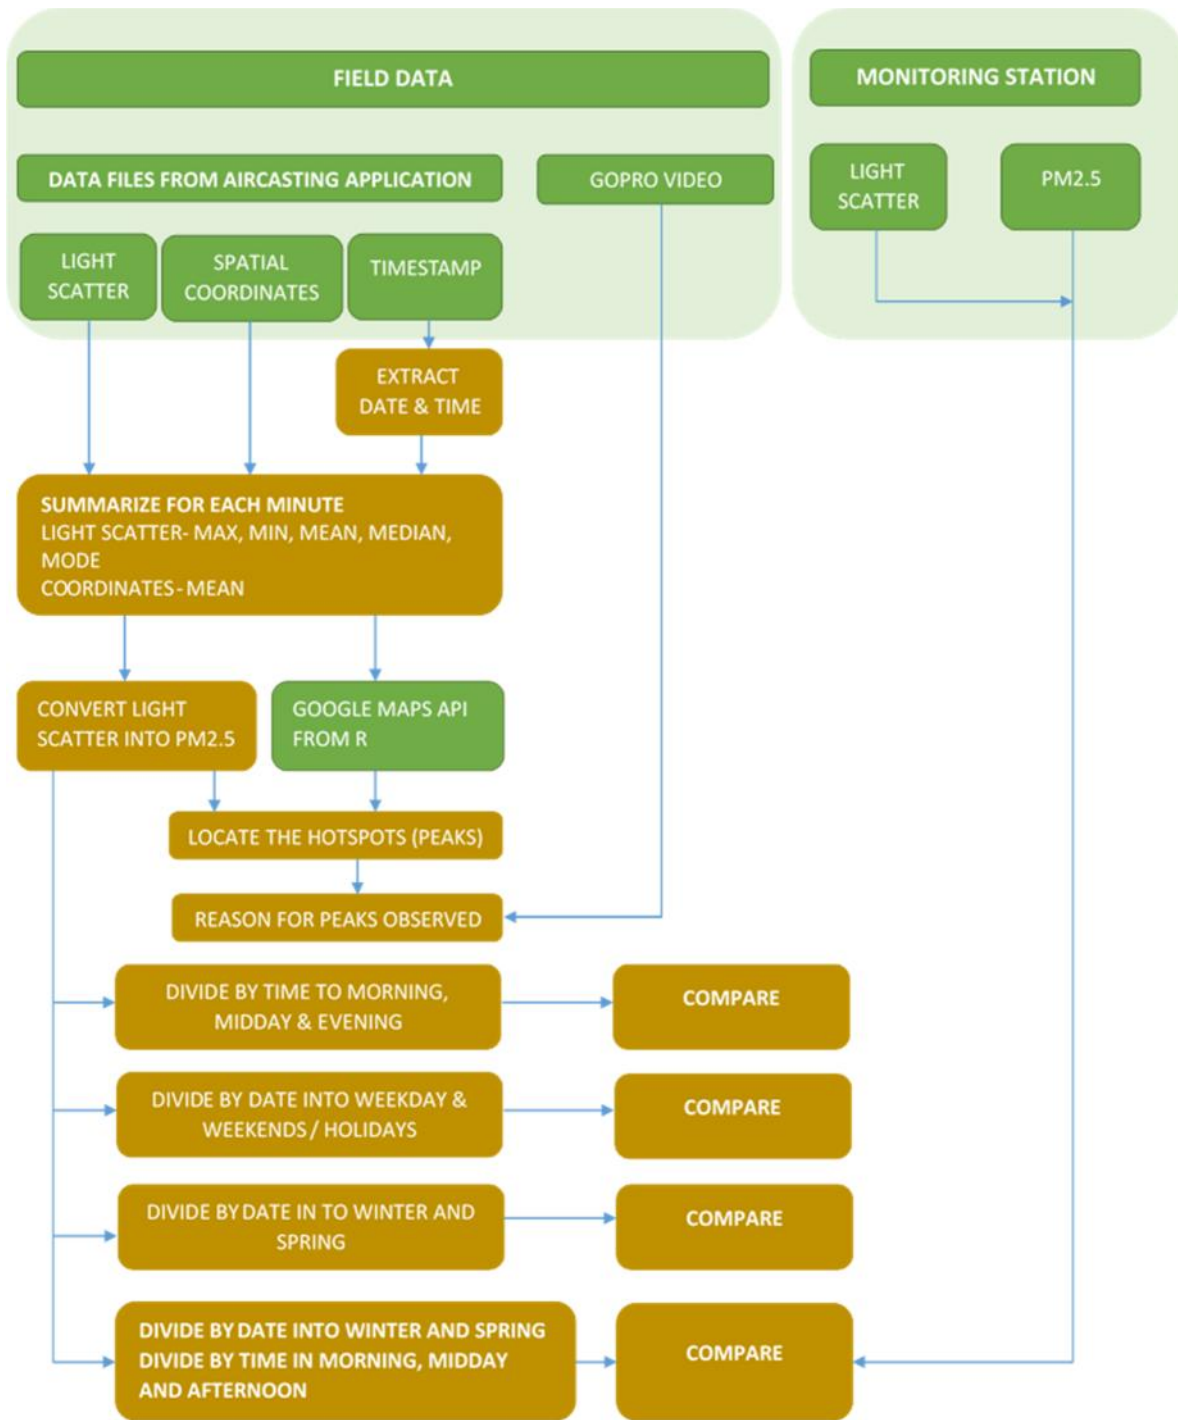 FIELD DATA
MONITORING STATION
DATA FILES FROM AIRCASTING APPLICATION
GOPRO VIDEO
LIGHT
SCATTER
PM2.5
LIGHT
SCATTER
SPATIAL
COORDINATES
TIMESTAMP
EXTRACT
DATE & TIME
SUMMARIZE FOR EACH MINUTE
LIGHT SCATTER- MAX, MIN, MEAN, MEDIAN,
MODE
COORDINATES - MEAN
CONVERT LIGHT
SCATTER INTO PM2.5
GOOGLE MAPS API
FROM R
LOCATE THE HOTSPOTS (PEAKS)
REASON FOR PEAKS OBSERVED
DIVIDE BY TIME TO MORNING,
MIDDAY & EVENING
COMPARE
DIVIDE BY DATE INTO WEEKDAY &
WEEKENDS / HOLIDAYS
COMPARE
DIVIDE BY DATE IN TO WINTER AND
SPRING
COMPARE
DIVIDE BY DATE INTO WINTER AND SPRING
DIVIDE BY TIME IN MORNING, MIDDAY
AND AFTERNOON
COMPARE